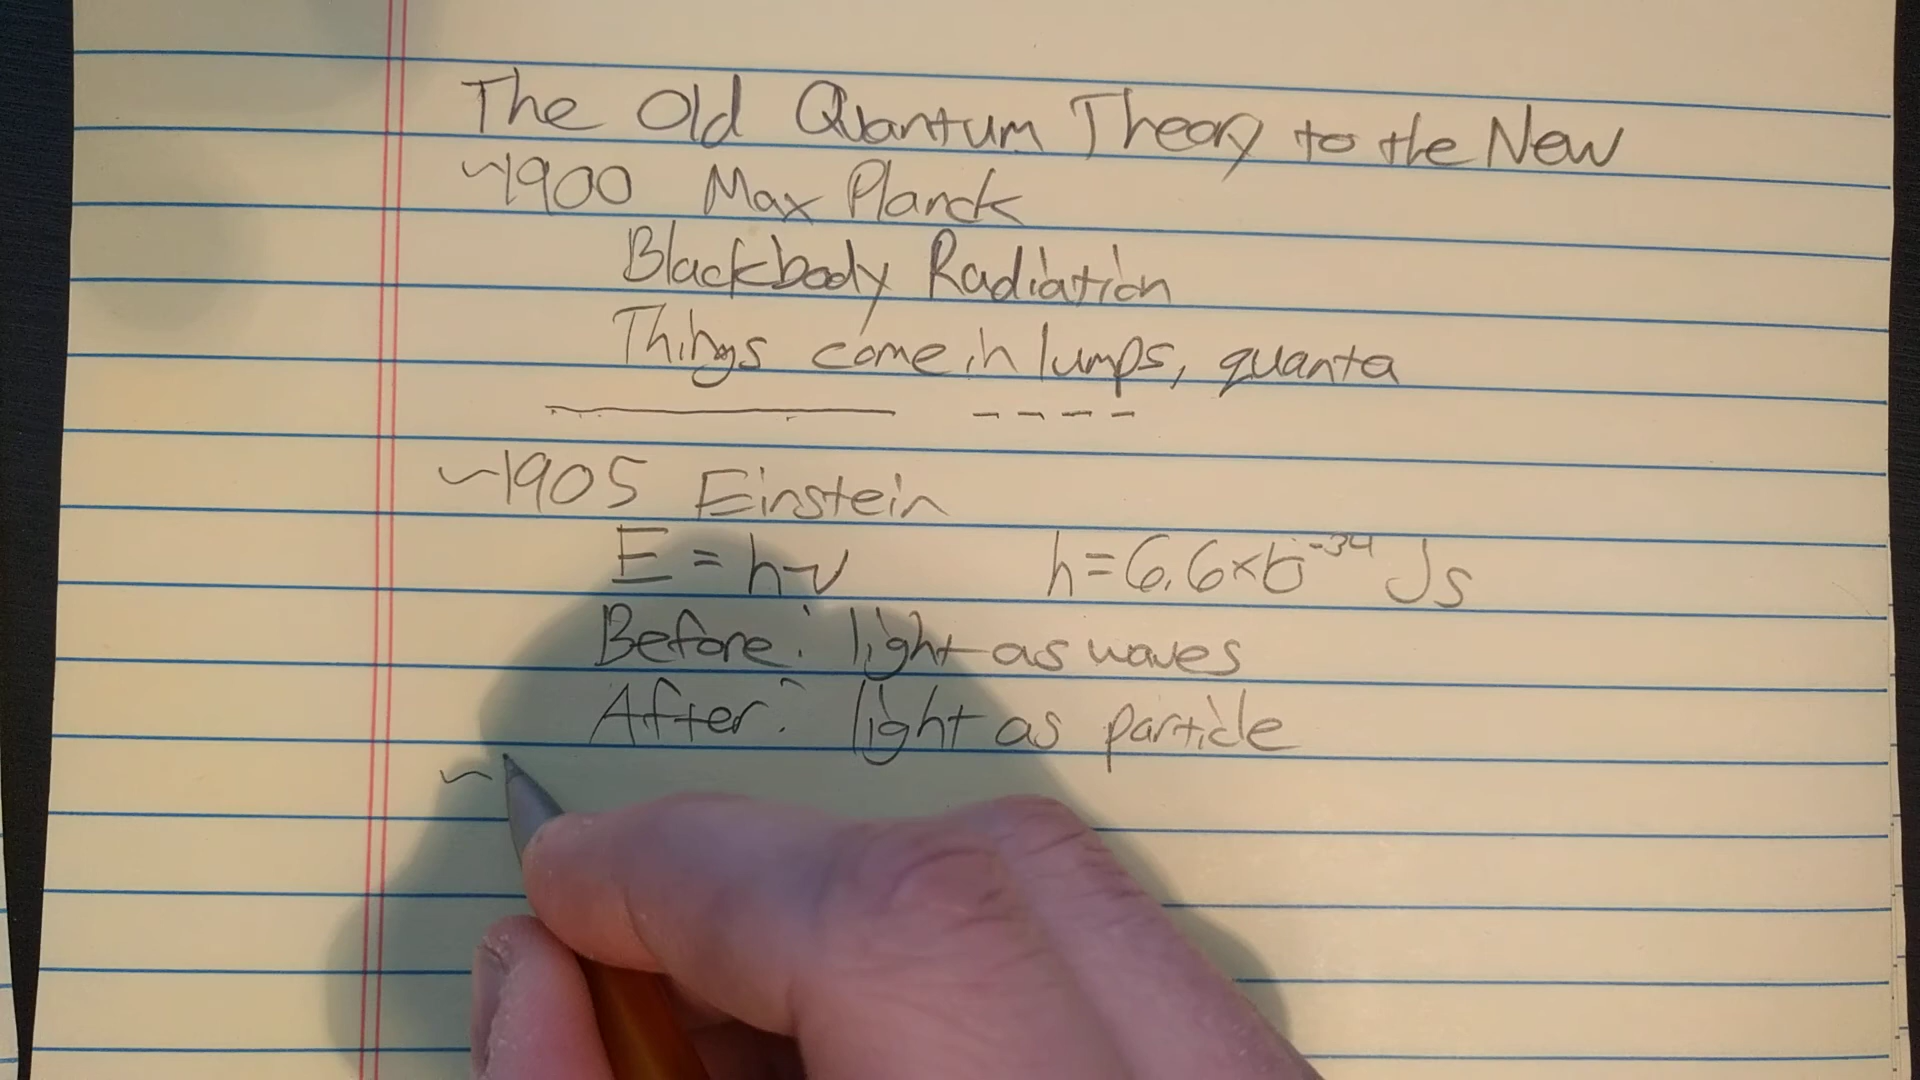 The Old Quantum Theory to the New
~1900 Max Planck
Blackbody Radiation
Things come in lumps, quanta
~1905 Einstein
E = hν h = 6.6×10⁻³⁴ Js
Before: light as waves
After: light as particle
~